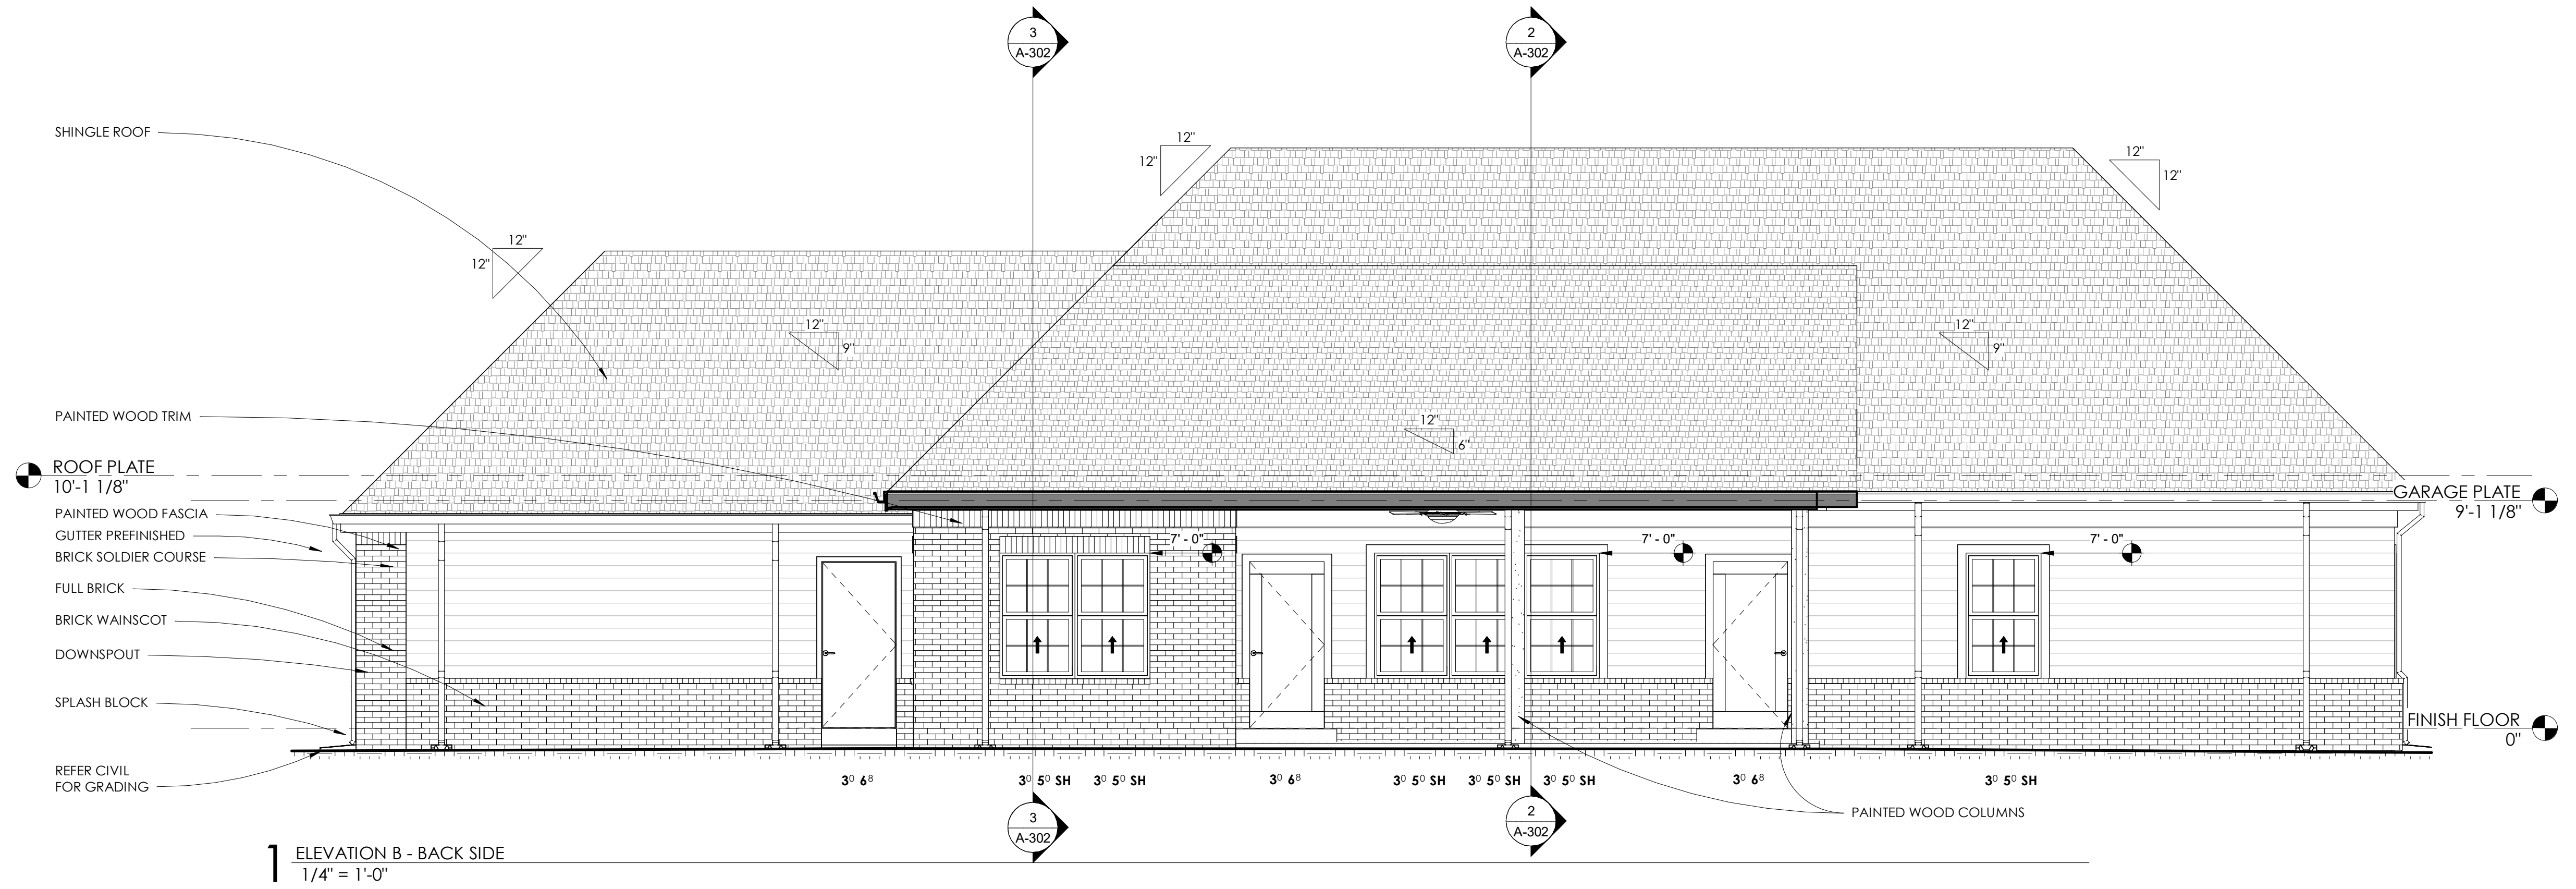 3
A-302
2
A-302
SHINGLE ROOF
12"
12"
12"
12"
12"
12"
12"
9"
12"
9"
PAINTED WOOD TRIM
12"
6"
ROOF PLATE
10'-1 1/8"
GARAGE PLATE
9'-1 1/8"
PAINTED WOOD FASCIA
GUTTER PREFINISHED
BRICK SOLDIER COURSE
7' - 0"
7' - 0"
7' - 0"
FULL BRICK
BRICK WAINSCOT
DOWNSPOUT
SPLASH BLOCK
FINISH FLOOR
0"
REFER CIVIL
FOR GRADING
3⁰ 6⁸
3⁰ 5⁰ SH
3⁰ 5⁰ SH
3⁰ 6⁸
3⁰ 5⁰ SH
3⁰ 5⁰ SH
3⁰ 5⁰ SH
3⁰ 6⁸
3⁰ 5⁰ SH
PAINTED WOOD COLUMNS
3
A-302
2
A-302
1
ELEVATION B - BACK SIDE
1/4" = 1'-0"